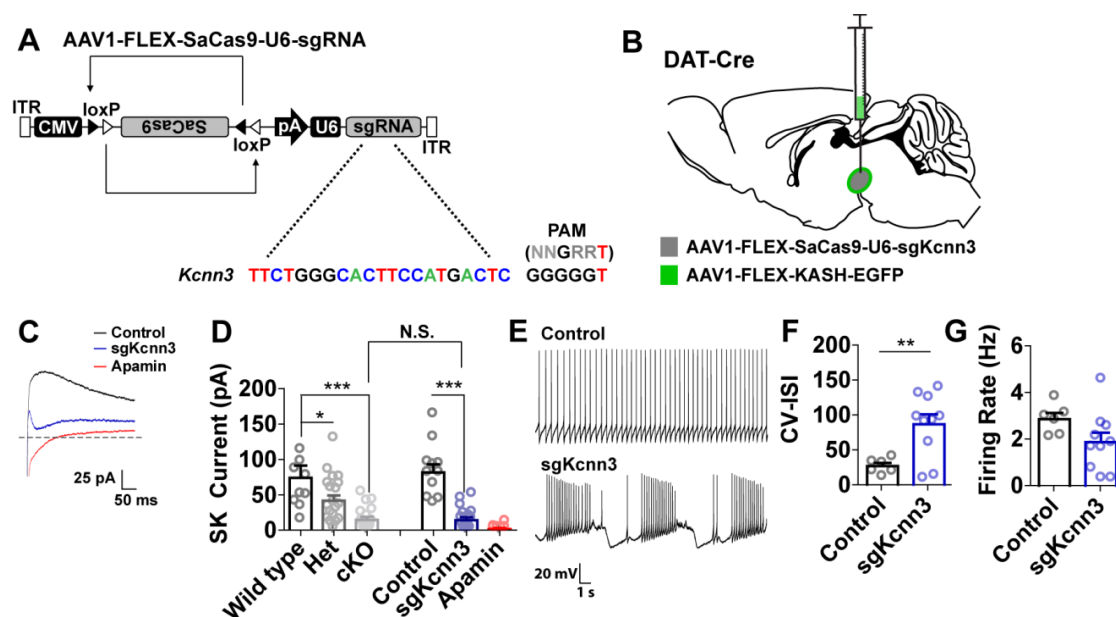 A
AAV1-FLEX-SaCas9-U6-sgRNA
ITR
loxP
CMV
SaCas9
loxP
pA
U6
sgRNA
ITR
PAM
(NNGRRT)
Kcnn3 TTCTGGGCACTTCCATGACTC GGGGGT
B
DAT-Cre
AAV1-FLEX-SaCas9-U6-sgKcnn3
AAV1-FLEX-KASH-EGFP
C
Control
sgKcnn3
Apamin
25 pA
50 ms
D
N.S.
***
*
***
SK Current (pA)
200
150
100
50
0
Wild type
Het
cKO
Control
sgKcnn3
Apamin
E
Control
sgKcnn3
20 mV
1 s
F
**
CV-ISI
200
150
100
50
0
Control
sgKcnn3
G
Firing Rate (Hz)
6
4
2
0
Control
sgKcnn3